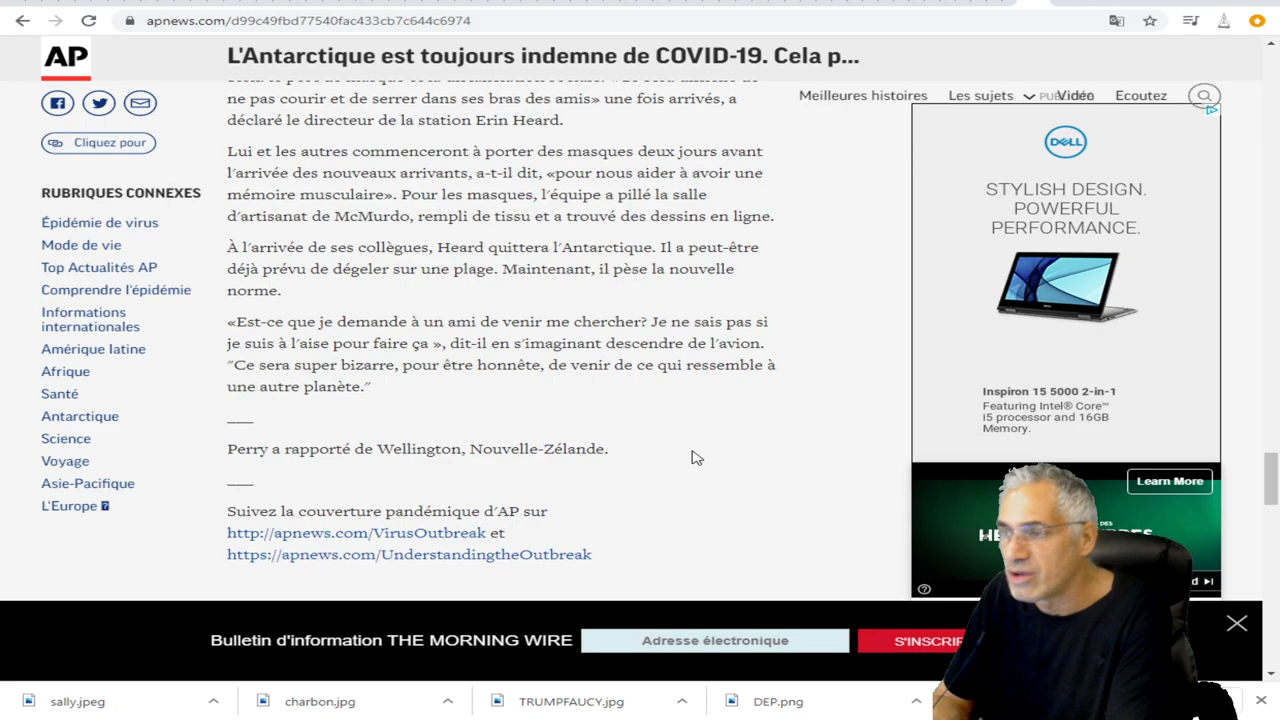 apnews.com/d99c49fbd77540fac433cb7c644c6974
AP
L'Antarctique est toujours indemne de COVID-19. Cela p...
Meilleures histoires
Les sujets
Vidéo
Ecoutez
Cliquez pour
RUBRIQUES CONNEXES
Épidémie de virus
Mode de vie
Top Actualités AP
Comprendre l'épidémie
Informations
internationales
Amérique latine
Afrique
Santé
Antarctique
Science
Voyage
Asie-Pacifique
L'Europe
ne pas courir et de serrer dans ses bras des amis» une fois arrivés, a
déclaré le directeur de la station Erin Heard.
Lui et les autres commenceront à porter des masques deux jours avant
l'arrivée des nouveaux arrivants, a-t-il dit, «pour nous aider à avoir une
mémoire musculaire». Pour les masques, l'équipe a pillé la salle
d'artisanat de McMurdo, rempli de tissu et a trouvé des dessins en ligne.
À l'arrivée de ses collègues, Heard quittera l'Antarctique. Il a peut-être
déjà prévu de dégeler sur une plage. Maintenant, il pèse la nouvelle
norme.
«Est-ce que je demande à un ami de venir me chercher? Je ne sais pas si
je suis à l'aise pour faire ça », dit-il en s'imaginant descendre de l'avion.
"Ce sera super bizarre, pour être honnête, de venir de ce qui ressemble à
une autre planète."
___
Perry a rapporté de Wellington, Nouvelle-Zélande.
___
Suivez la couverture pandémique d'AP sur
http://apnews.com/VirusOutbreak et
https://apnews.com/UnderstandingtheOutbreak
DELL
STYLISH DESIGN.
POWERFUL
PERFORMANCE.
Inspiron 15 5000 2-in-1
Featuring Intel® Core™
i5 processor and 16GB
Memory.
Learn More
Bulletin d'information THE MORNING WIRE
Adresse électronique
sally.jpeg
charbon.jpg
TRUMPFAUCY.jpg
DEP.png